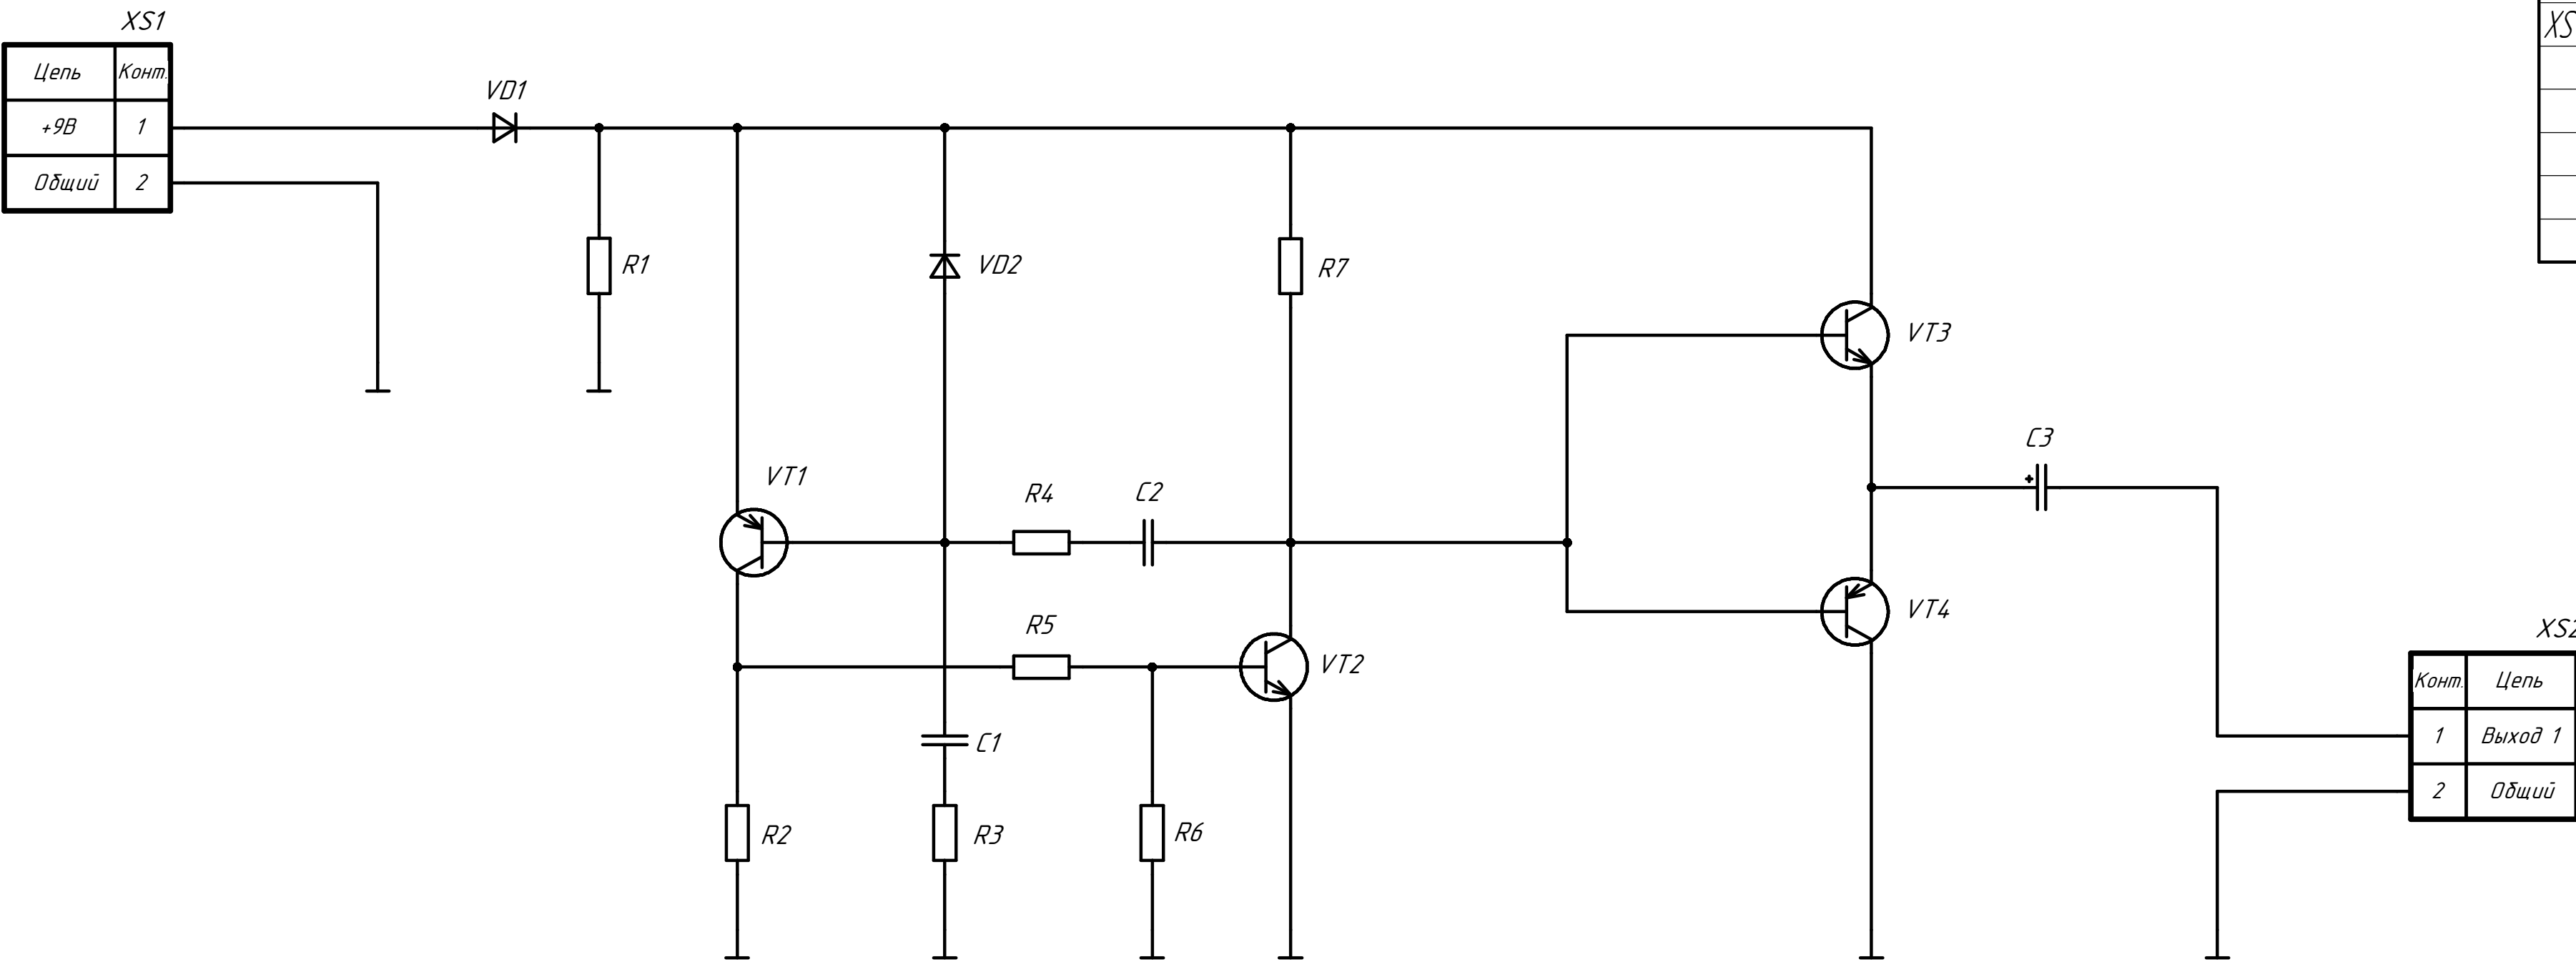 XS1
XS
Цепь Конт.
+9В 1
Общий 2
VD1
R1
VD2
R7
VT3
C3
VT1
R4
C2
R5
VT2
VT4
C1
R2
R3
R6
XS2
Конт. Цепь
1 Выход 1
2 Общий